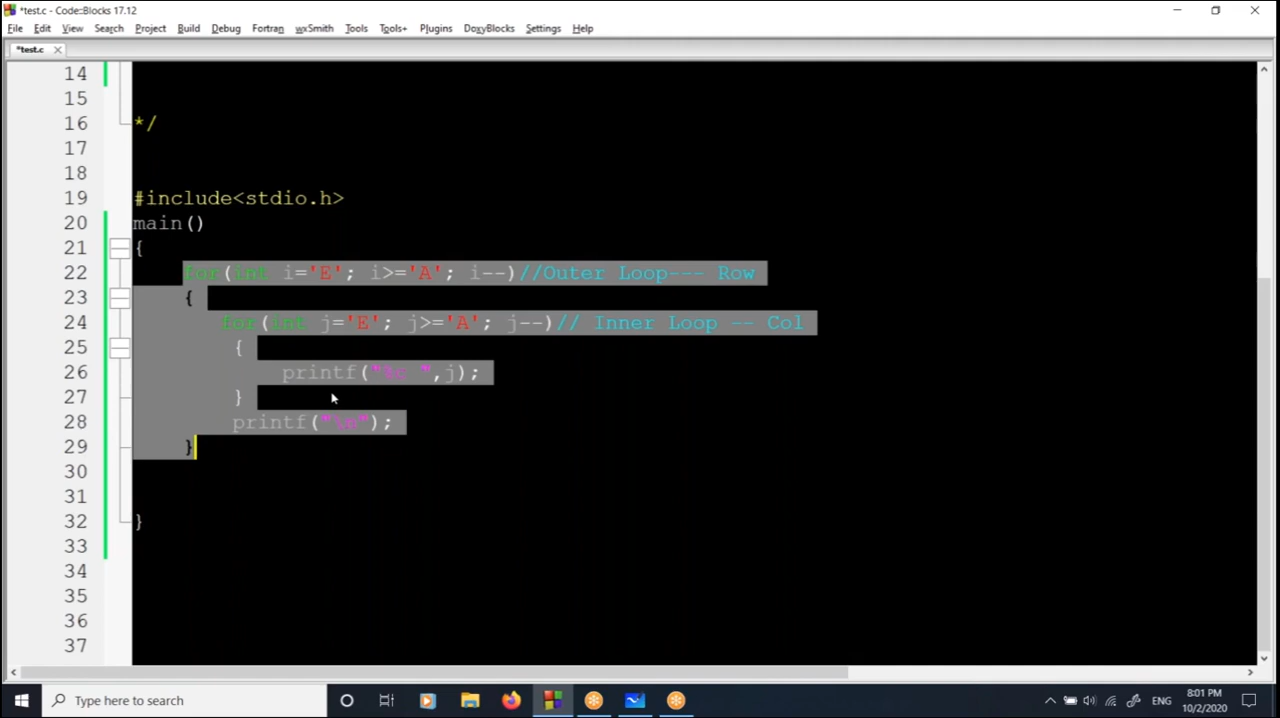 *test.c - Code::Blocks 17.12
File Edit View Search Project Build Debug Fortran wxSmith Tools Tools+ Plugins DoxyBlocks Settings Help
*test.c
14
15
16 */
17
18
19 #include<stdio.h>
20 main()
21 {
22 for(int i='E'; i>='A'; i--)//Outer Loop--- Row
23 {
24 for(int j='E'; j>='A'; j--)// Inner Loop -- Col
25 {
26 printf("%c ",j);
27 }
28 printf("\n");
29 }
30
31
32 }
33
34
35
36
37
Type here to search
ENG
8:01 PM
10/2/2020